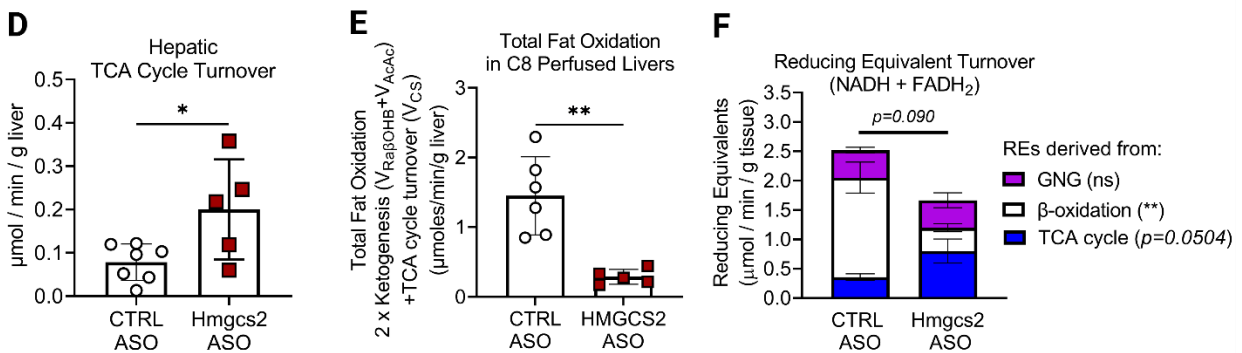 D
Hepatic
TCA Cycle Turnover
µmol / min / g liver
0.5
0.4
0.3
0.2
0.1
0.0
*
CTRL
ASO
Hmgcs2
ASO
E
Total Fat Oxidation
in C8 Perfused Livers
Total Fat Oxidation
2 x Ketogenesis (VRaβOHB+VAcAc)
+TCA cycle turnover (VCS)
(µmoles/min/g liver)
3
2
1
0
**
CTRL
ASO
HMGCS2
ASO
F
Reducing Equivalent Turnover
(NADH + FADH2)
Reducing Equivalents
(µmol / min / g tissue)
3.5
3.0
2.5
2.0
1.5
1.0
0.5
0.0
p=0.090
CTRL
ASO
Hmgcs2
ASO
REs derived from:
GNG (ns)
β-oxidation (**)
TCA cycle (p=0.0504)